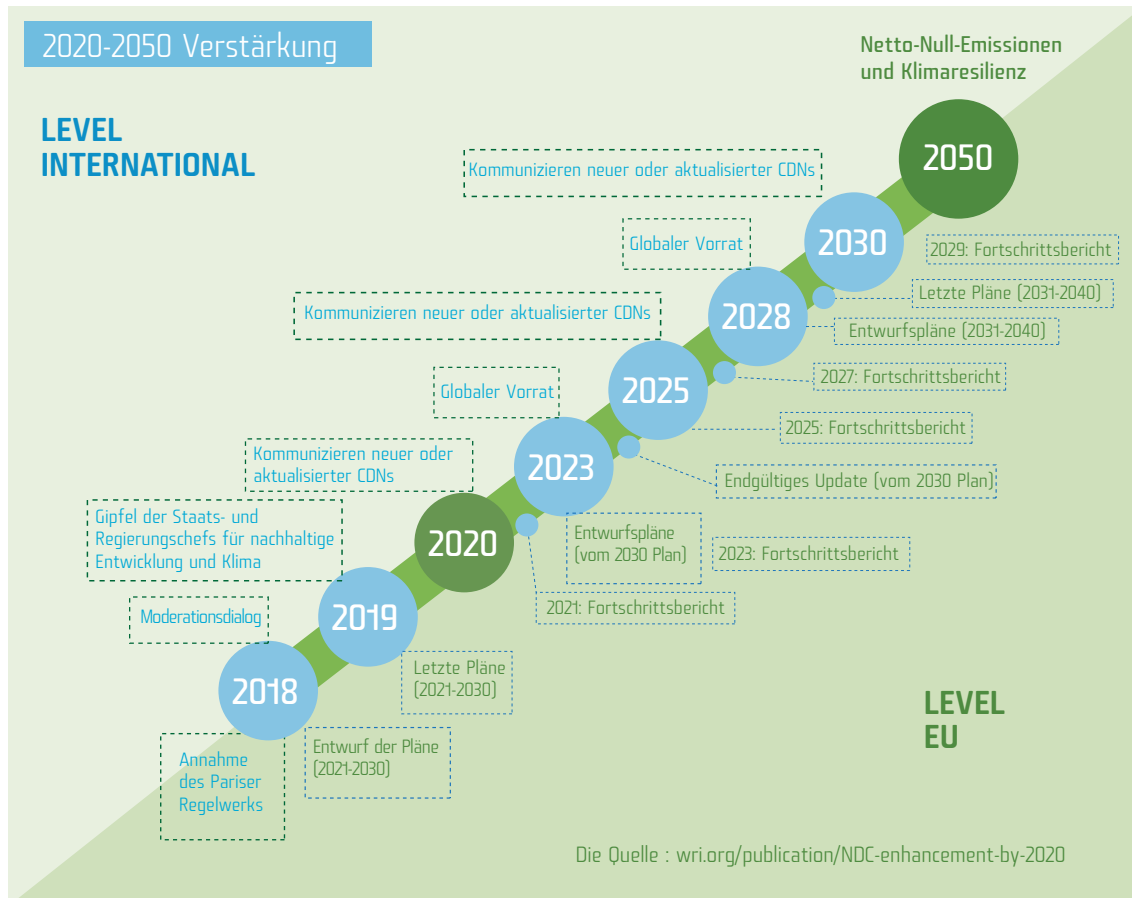 2020-2050 Verstärkung
Netto-Null-Emissionen
und Klimaresilienz
LEVEL
INTERNATIONAL
2050
Kommunizieren neuer oder aktualisierter CDNs
2030
Globaler Vorrat
2029: Fortschrittsbericht
Letzte Pläne (2031-2040)
Kommunizieren neuer oder aktualisierter CDNs
2028
Entwurfspläne (2031-2040)
2027: Fortschrittsbericht
Globaler Vorrat
2025
2025: Fortschrittsbericht
Kommunizieren neuer oder
aktualisierter CDNs
2023
Endgültiges Update (vom 2030 Plan)
Gipfel der Staats- und
Regierungschefs für nachhaltige
Entwicklung und Klima
2020
Entwurfspläne
(vom 2030 Plan)
2023: Fortschrittsbericht
2021: Fortschrittsbericht
Moderationsdialog
2019
Letzte Pläne
(2021-2030)
2018
LEVEL
EU
Annahme
des Pariser
Regelwerks
Entwurf der Pläne
(2021-2030)
Die Quelle : wri.org/publication/NDC-enhancement-by-2020